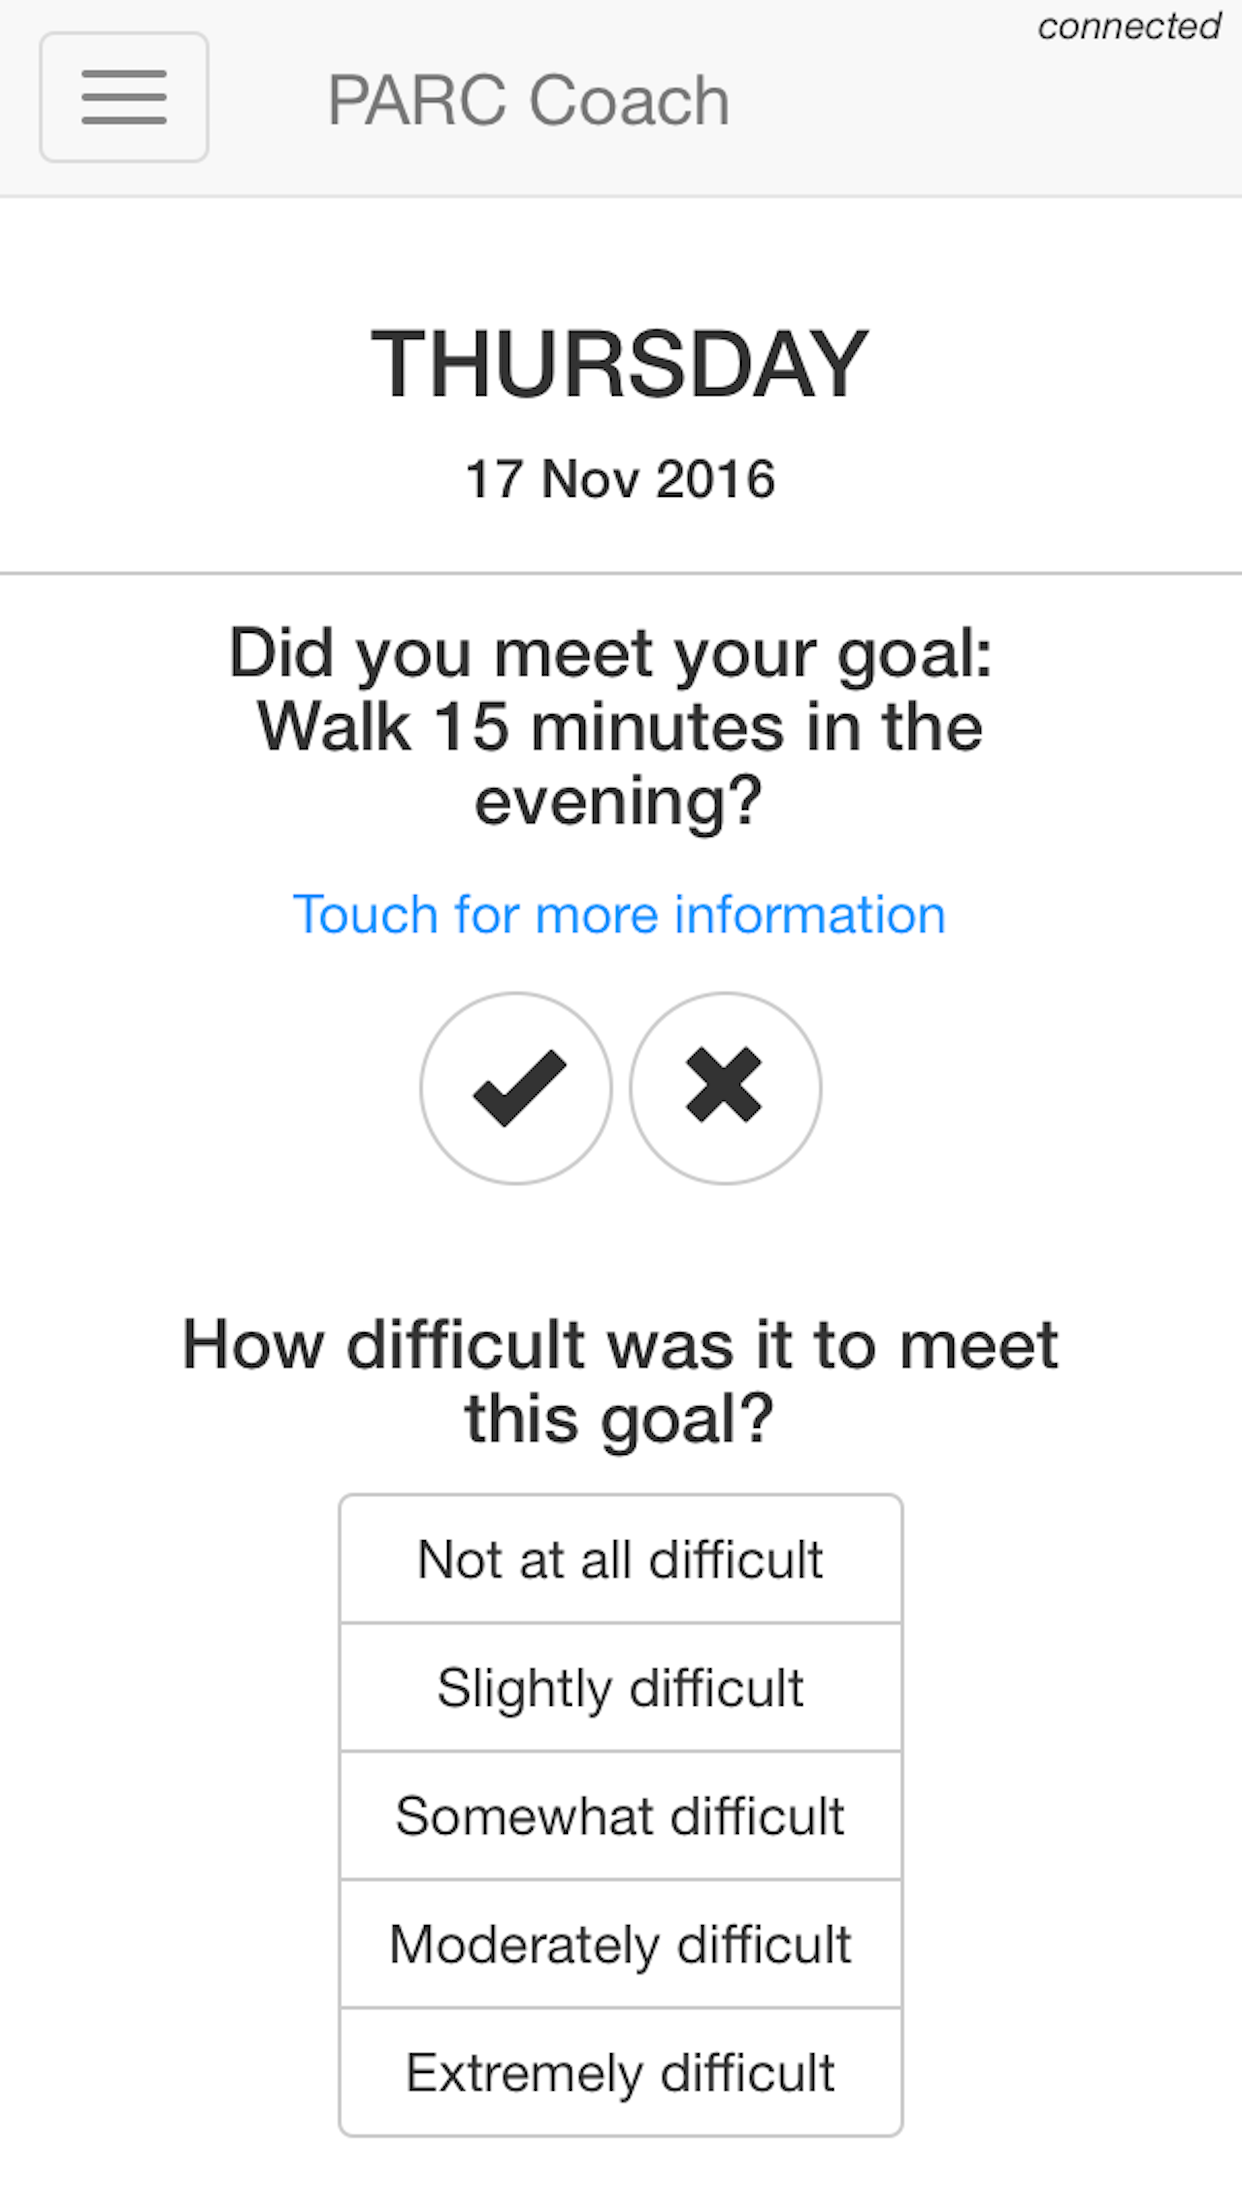 connected
PARC Coach
THURSDAY
17 Nov 2016
Did you meet your goal:
Walk 15 minutes in the
evening?
Touch for more information
How difficult was it to meet
this goal?
Not at all difficult
Slightly difficult
Somewhat difficult
Moderately difficult
Extremely difficult